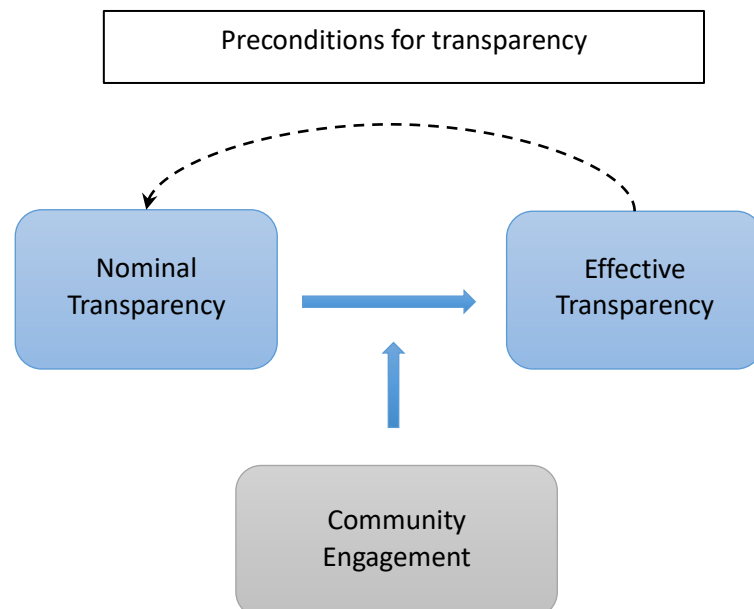 Preconditions for transparency
Nominal
Transparency
Effective
Transparency
Community
Engagement